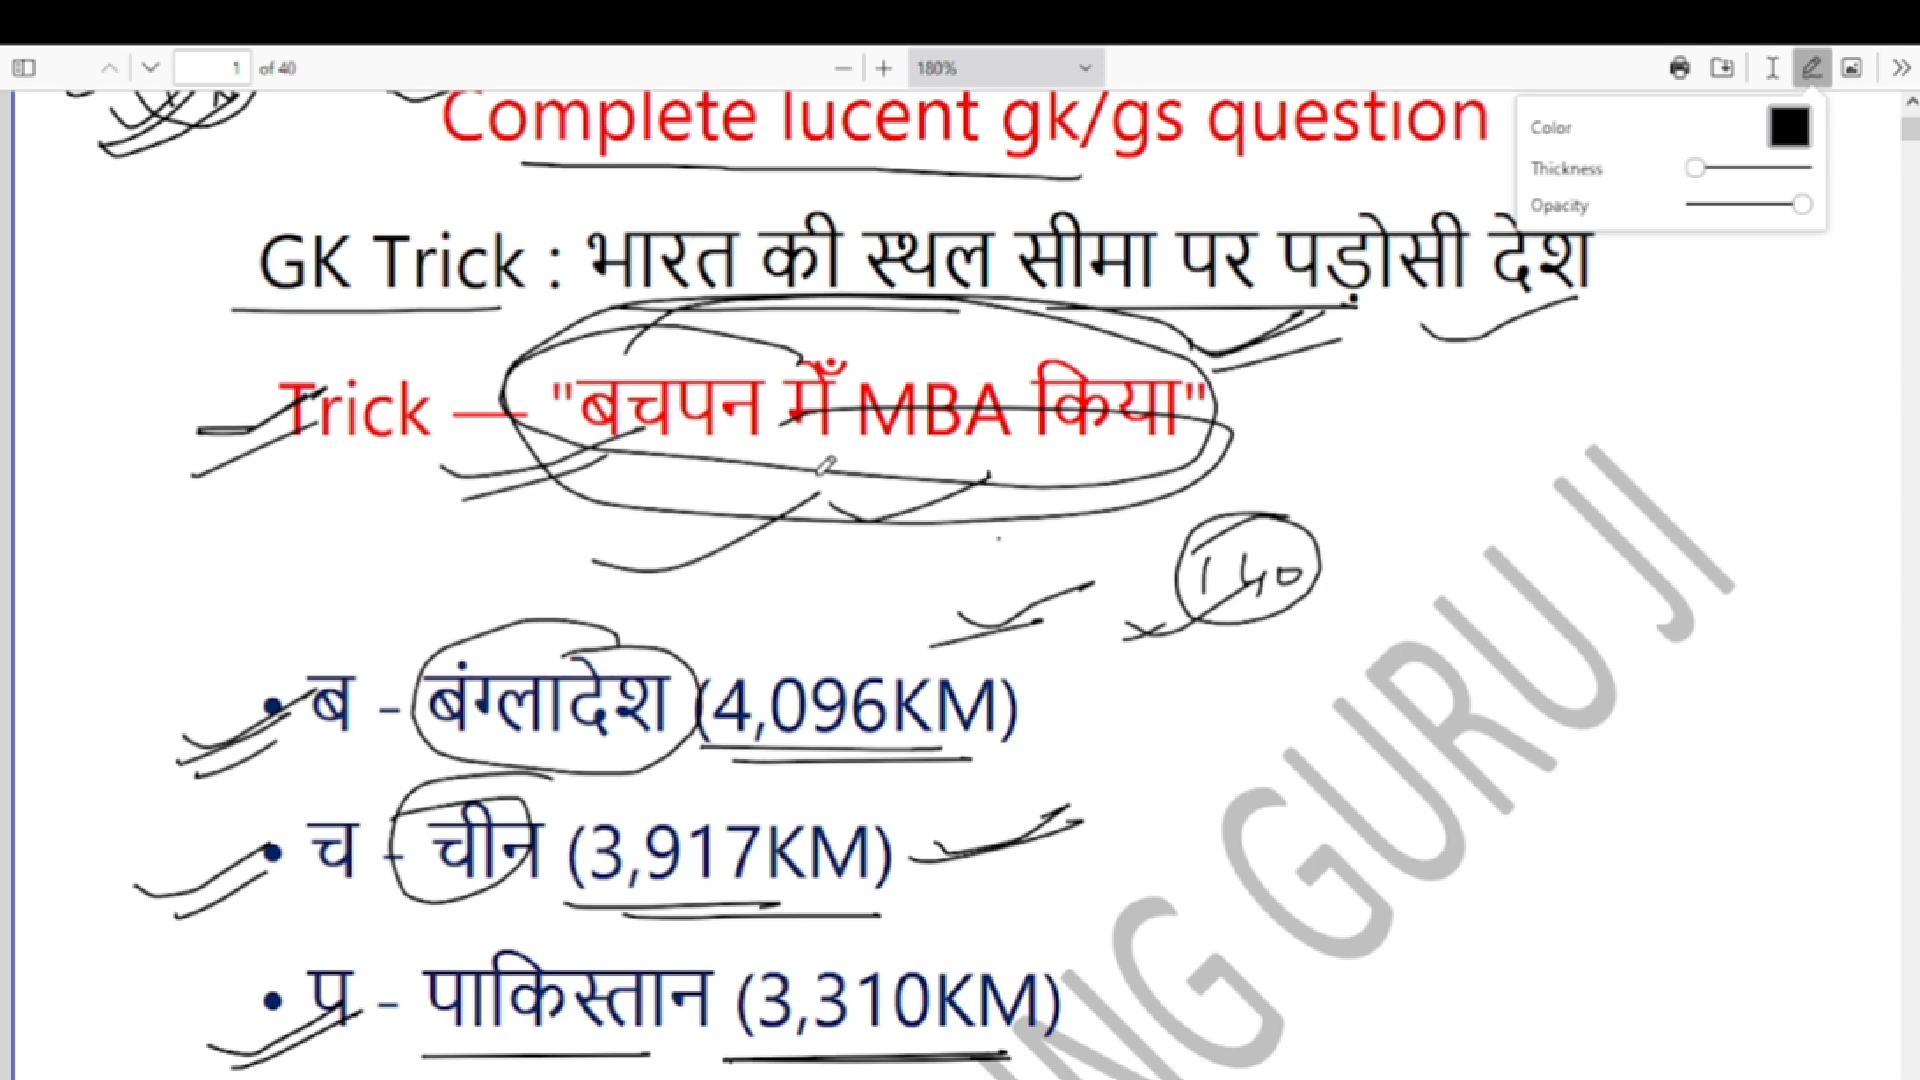 1 of 40 180%
Color
Thickness
Opacity
Complete lucent gk/gs question
GK Trick : भारत की स्थल सीमा पर पड़ोसी देश
Trick — "बचपन मेँ MBA किया"
140
• ब - बंग्लादेश (4,096KM)
• च - चीन (3,917KM)
• प्र - पाकिस्तान (3,310KM)
NG GURU JI